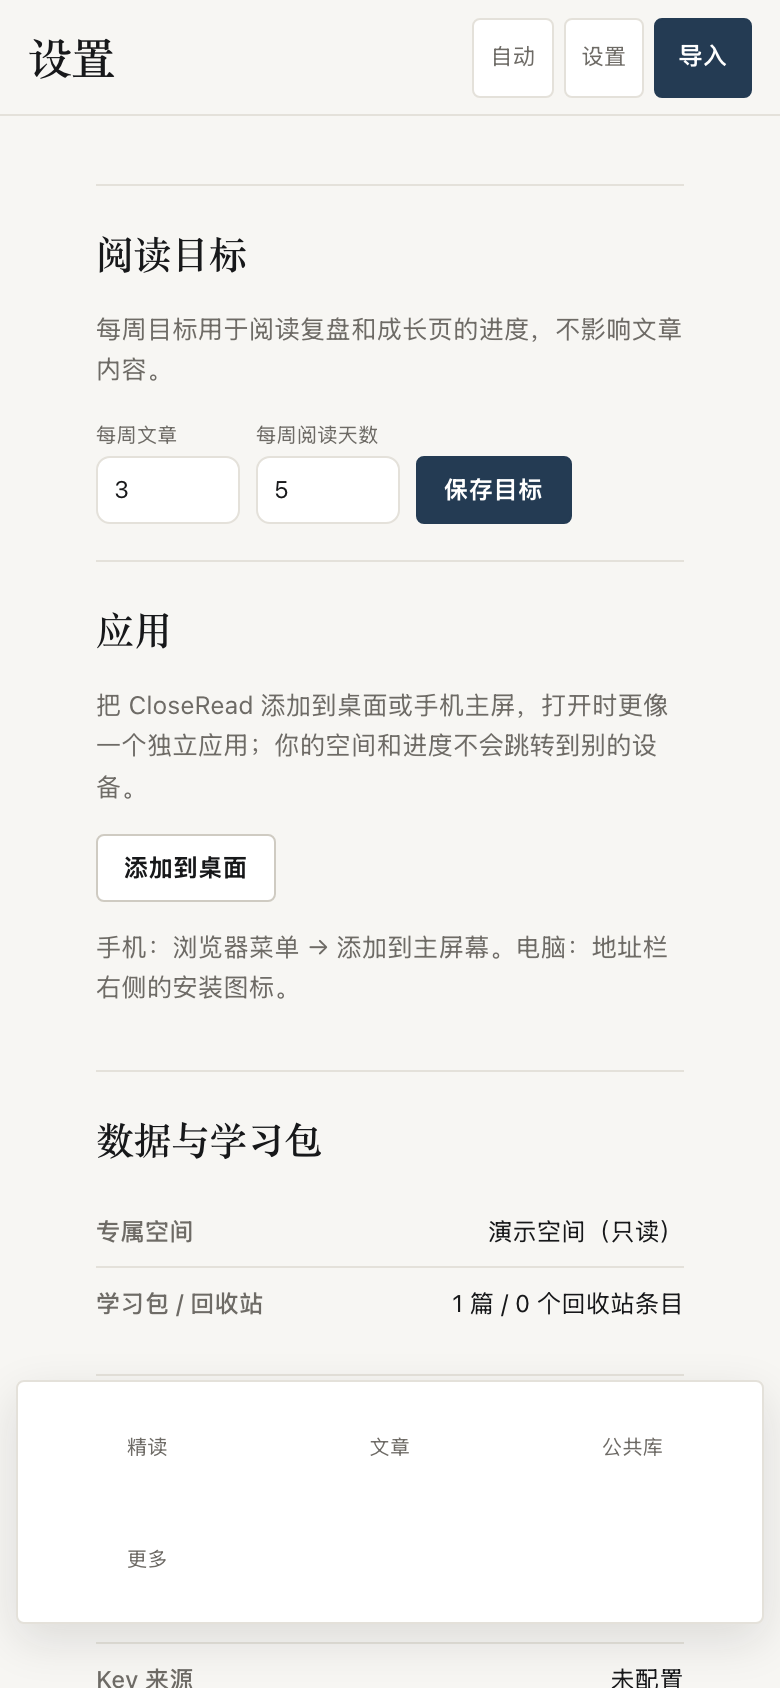 设置
自动
设置
导入
阅读目标
每周目标用于阅读复盘和成长页的进度，不影响文章
内容。
每周文章
每周阅读天数
3
5
保存目标
应用
把 CloseRead 添加到桌面或手机主屏，打开时更像
一个独立应用；你的空间和进度不会跳转到别的设
备。
添加到桌面
手机：浏览器菜单 → 添加到主屏幕。电脑：地址栏
右侧的安装图标。
数据与学习包
专属空间
演示空间（只读）
学习包 / 回收站
1 篇 / 0 个回收站条目
精读
文章
公共库
更多
Key 来源
未配置